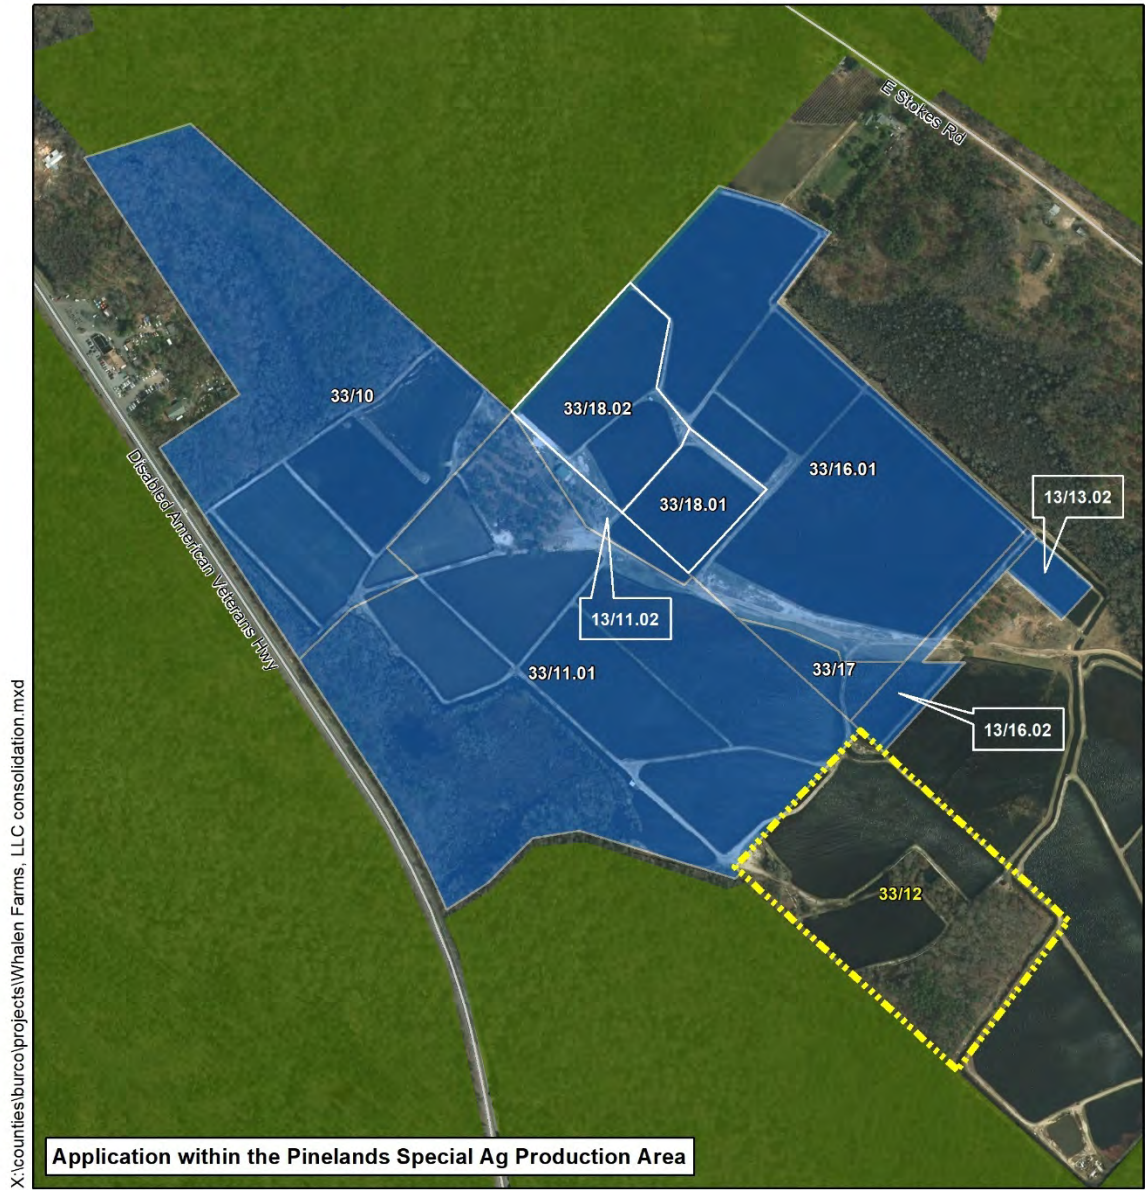 E Stokes Rd
33/10
33/18.02
33/16.01
13/13.02
33/18.01
Disabled American Veterans Hwy
13/11.02
33/11.01
33/17
13/16.02
33/12
X:\counties\burco\projects\Whalen Farms, LLC consolidation.mxd
Application within the Pinelands Special Ag Production Area